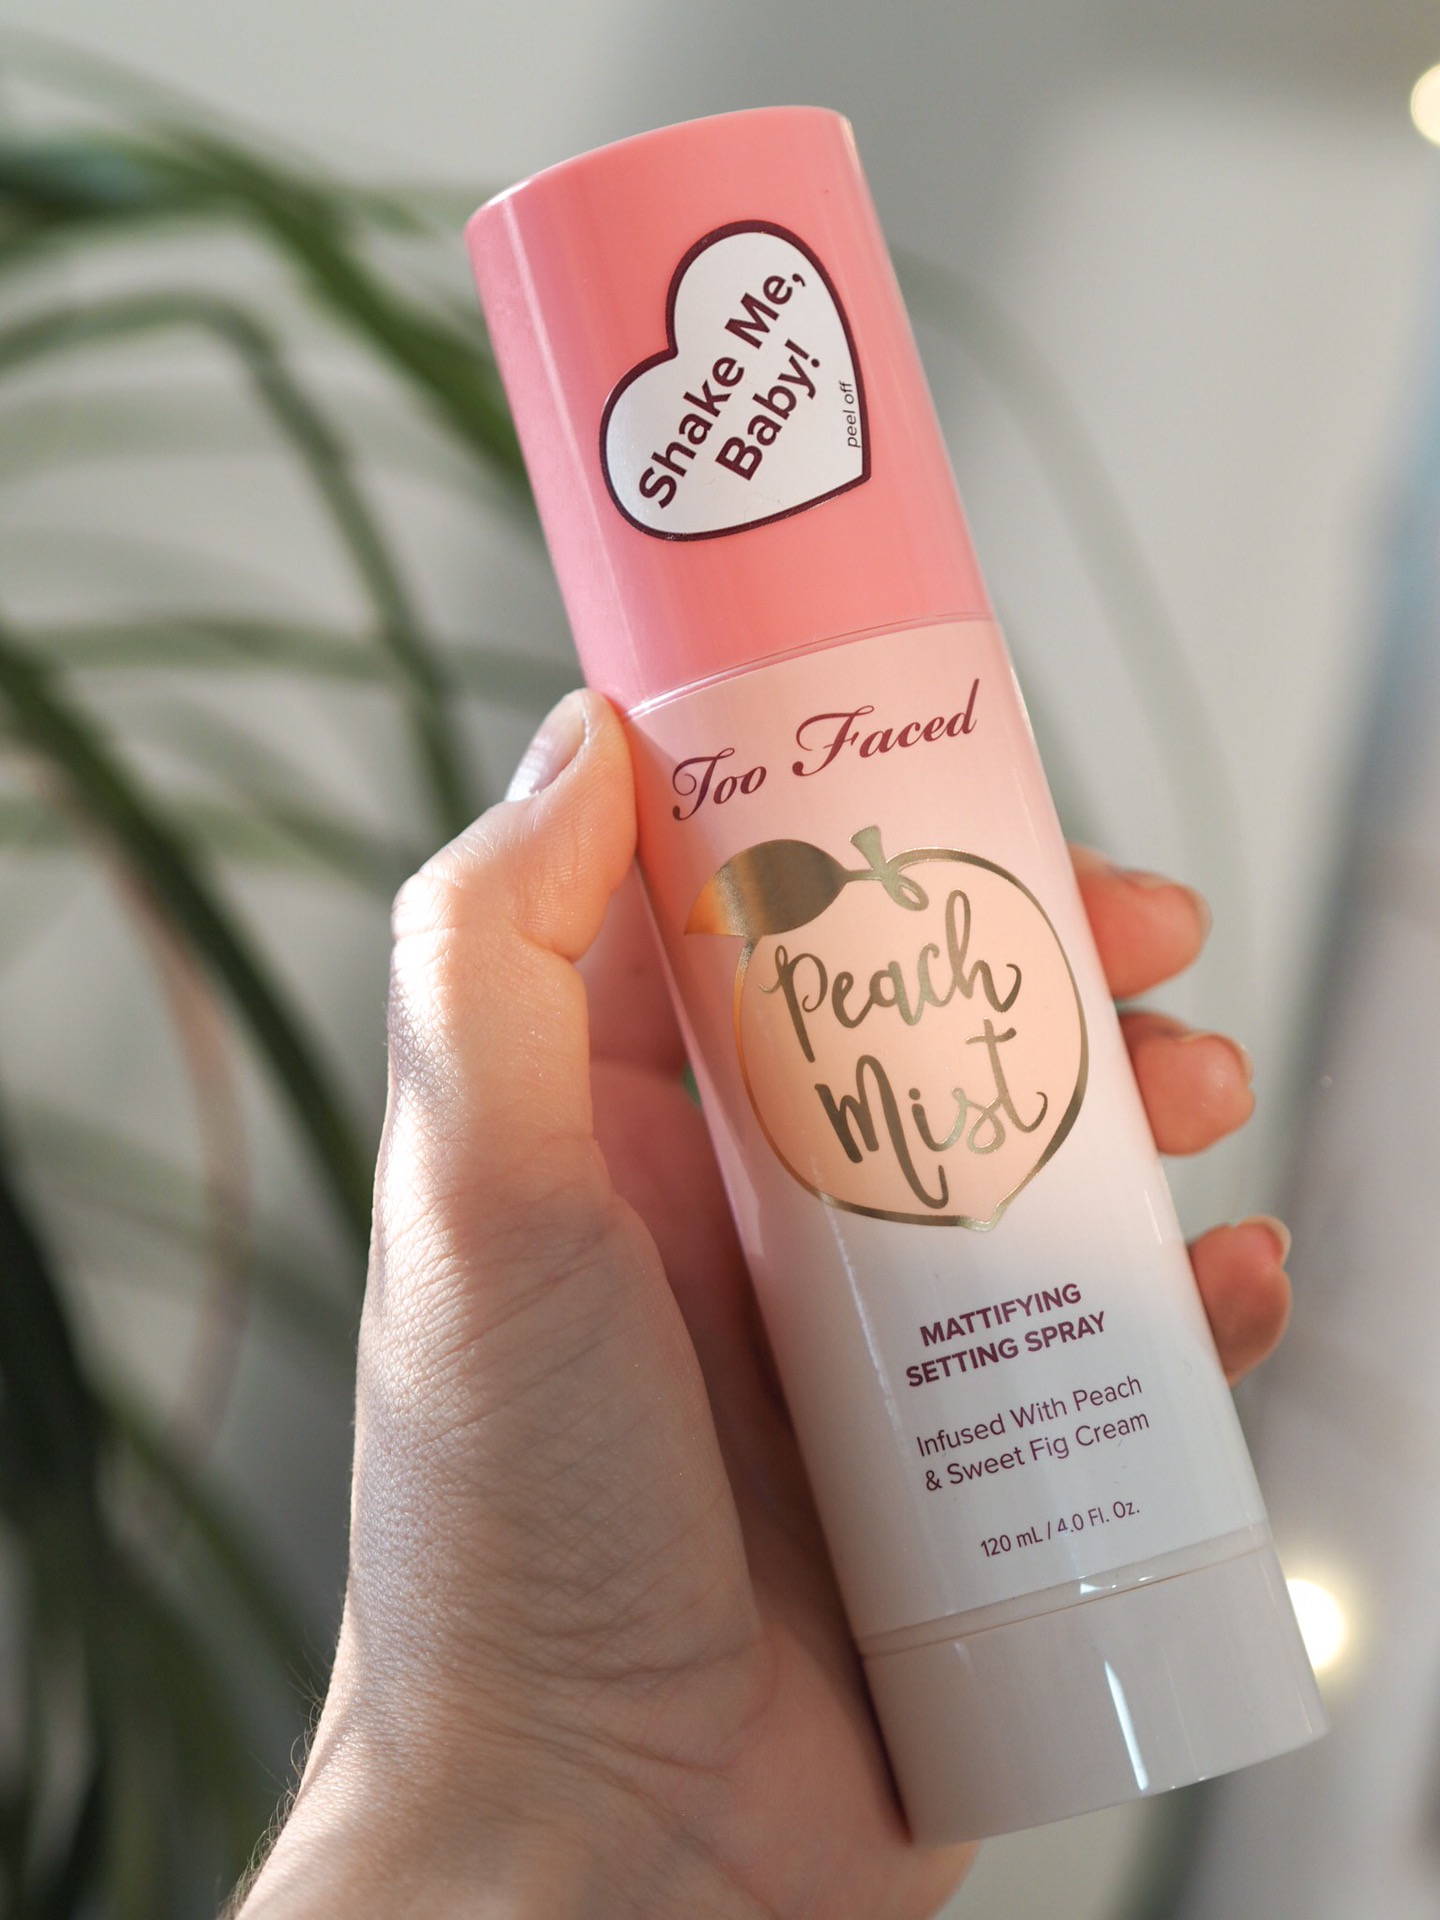 Shake Me,
Baby!
peel off
Too Faced
Peach
Mist
MATTIFYING
SETTING SPRAY
Infused With Peach
& Sweet Fig Cream
120 mL / 4.0 Fl. Oz.